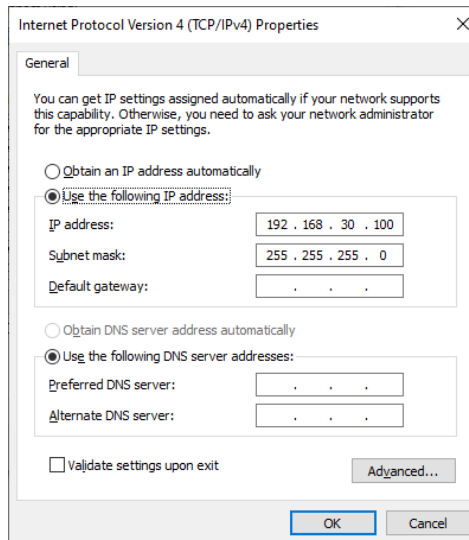 Internet Protocol Version 4 (TCP/IPv4) Properties
General
You can get IP settings assigned automatically if your network supports
this capability. Otherwise, you need to ask your network administrator
for the appropriate IP settings.
Obtain an IP address automatically
Use the following IP address:
IP address: 192 . 168 . 30 . 100
Subnet mask: 255 . 255 . 255 . 0
Default gateway: . . .
Obtain DNS server address automatically
Use the following DNS server addresses:
Preferred DNS server: . . .
Alternate DNS server: . . .
Validate settings upon exit
Advanced...
OK Cancel